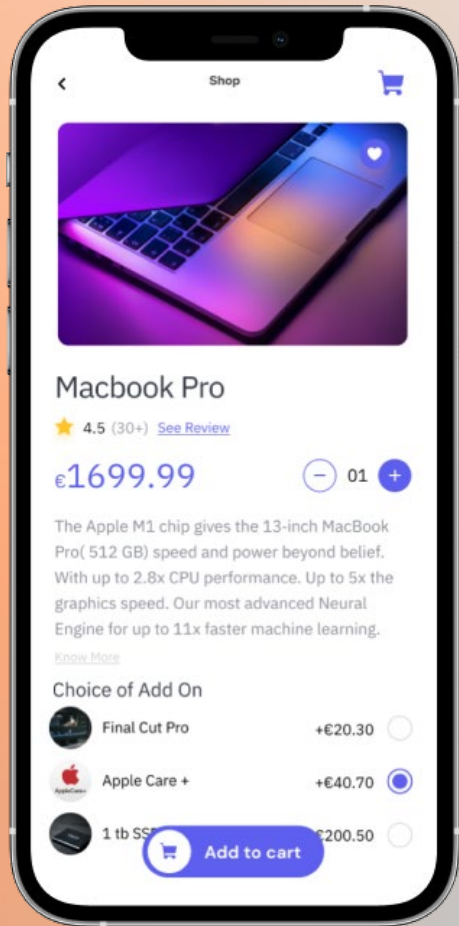 Shop
Macbook Pro
4.5 (30+) See Review
€1699.99
01
The Apple M1 chip gives the 13-inch MacBook
Pro( 512 GB) speed and power beyond belief.
With up to 2.8x CPU performance. Up to 5x the
graphics speed. Our most advanced Neural
Engine for up to 11x faster machine learning.
Know More
Choice of Add On
Final Cut Pro +€20.30
AppleCare+ Apple Care + +€40.70
1 tb €200.50
Add to cart